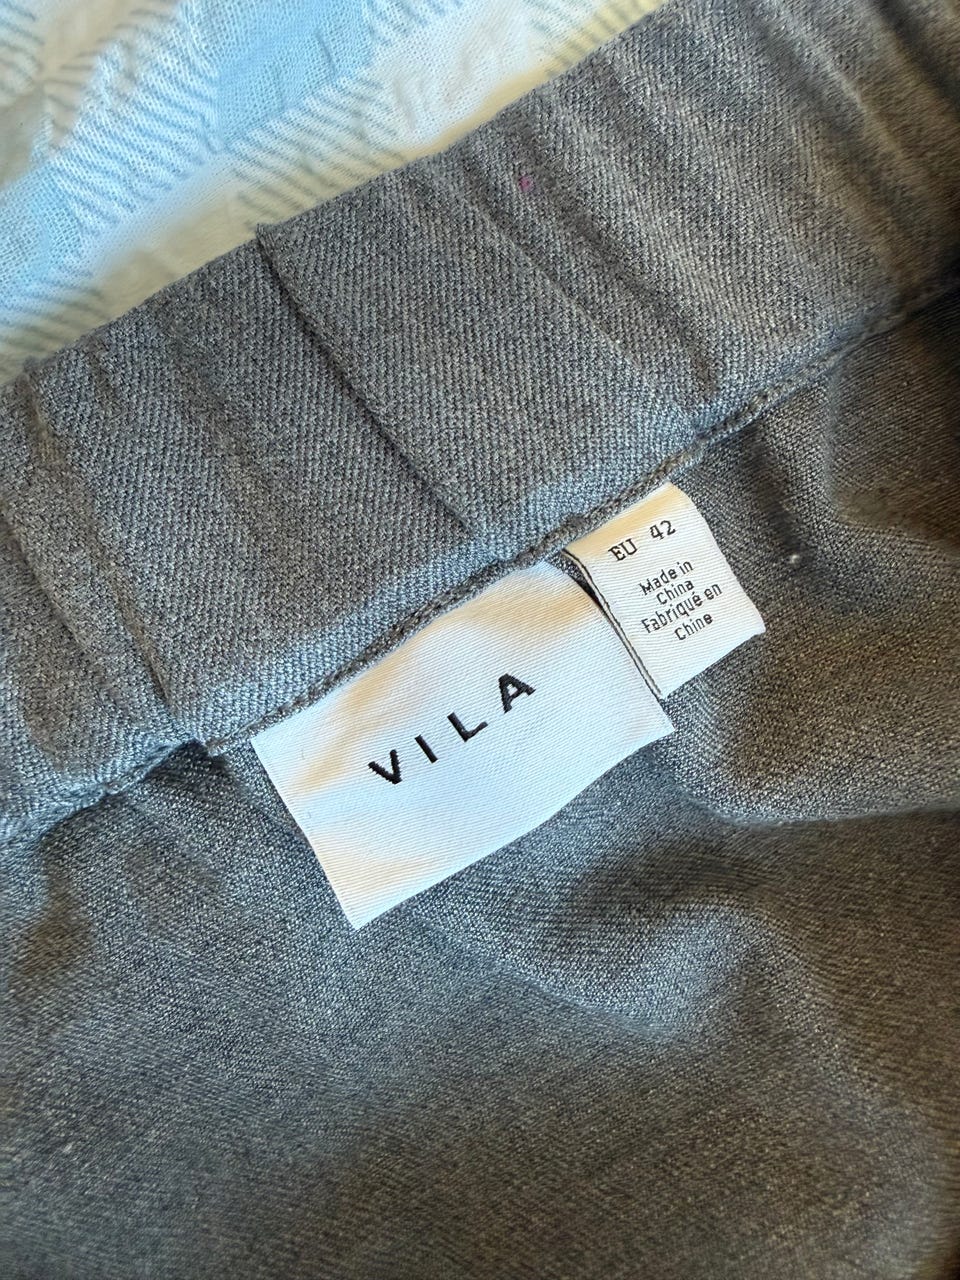 VILA
EU 42
Made in
China
Fabriqué en
Chine